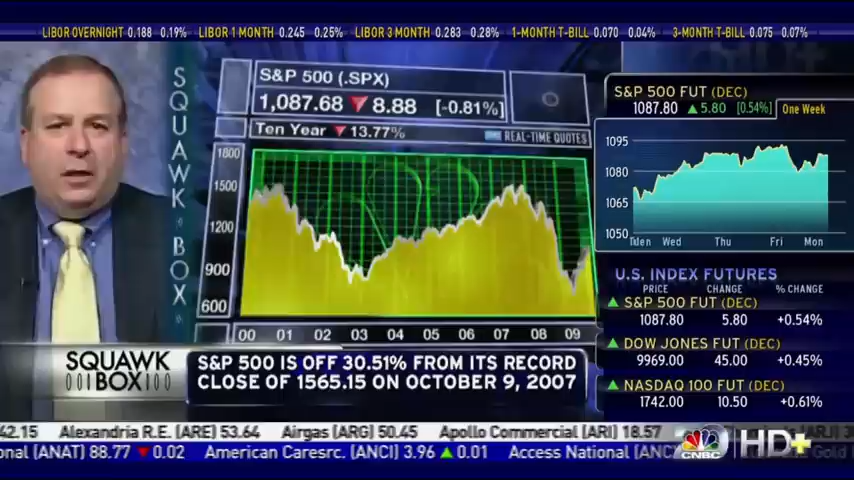 LIBOR OVERNIGHT 0.188 0.19% LIBOR 1 MONTH 0.245 0.25% LIBOR 3 MONTH 0.283 0.28% 1-MONTH T-BILL 0.070 0.04% 3-MONTH T-BILL 0.075 0.07%
HD+
SQUAWK BOX
S&P 500 (.SPX)
1,087.68 ▼ 8.88 [-0.81%]
Ten Year ▼ 13.77%
REAL-TIME QUOTES
1800
1500
1200
900
600
00 01 02 03 04 05 06 07 08 09
S&P 500 FUT (DEC)
1087.80 ▲ 5.80 [0.54%] One Week
1095
1080
1065
1050
Wed Thu Fri Mon
U.S. INDEX FUTURES
PRICE CHANGE % CHANGE
▲ S&P 500 FUT (DEC)
1087.80 5.80 +0.54%
▲ DOW JONES FUT (DEC)
9969.00 45.00 +0.45%
▲ NASDAQ 100 FUT (DEC)
1742.00 10.50 +0.61%
SQUAWK
001BOX100
S&P 500 IS OFF 30.51% FROM ITS RECORD
CLOSE OF 1565.15 ON OCTOBER 9, 2007
42.15 Alexandria R.E. (ARE) 53.64 Airgas (ARG) 50.45 Apollo Commercial (ARI) 18.57
(ANAT) 88.77 ▼ 0.02 American Caresrc. (ANCI) 3.96 ▲ 0.01 Access National
CNBC HD+